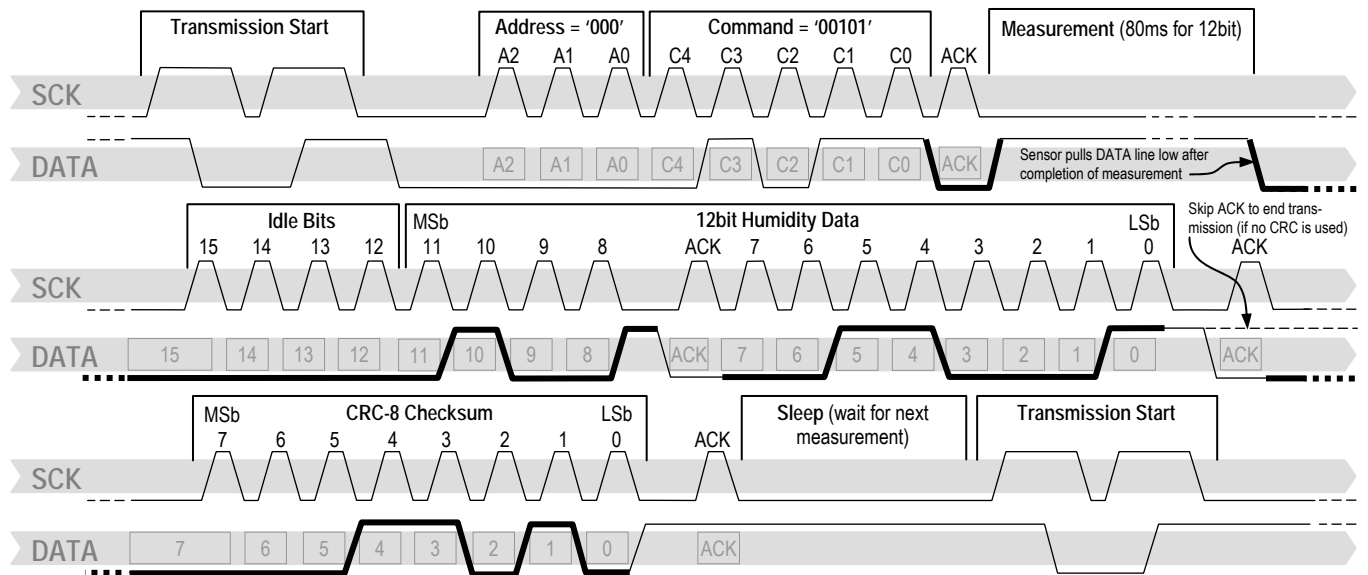 Transmission Start Address = ‘000’ Command = ‘00101’ Measurement (80ms for 12bit)
A2 A1 A0 C4 C3 C2 C1 C0 ACK
SCK
DATA A2 A1 A0 C4 C3 C2 C1 C0 ACK
Sensor pulls DATA line low after
completion of measurement
Skip ACK to end trans-
mission (if no CRC is used)
Idle Bits MSb 12bit Humidity Data LSb
15 14 13 12 11 10 9 8 ACK 7 6 5 4 3 2 1 0 ACK
SCK
DATA 15 14 13 12 11 10 9 8 ACK 7 6 5 4 3 2 1 0 ACK
MSb CRC-8 Checksum LSb Sleep (wait for next Transmission Start
measurement)
7 6 5 4 3 2 1 0 ACK
SCK
DATA 7 6 5 4 3 2 1 0 ACK